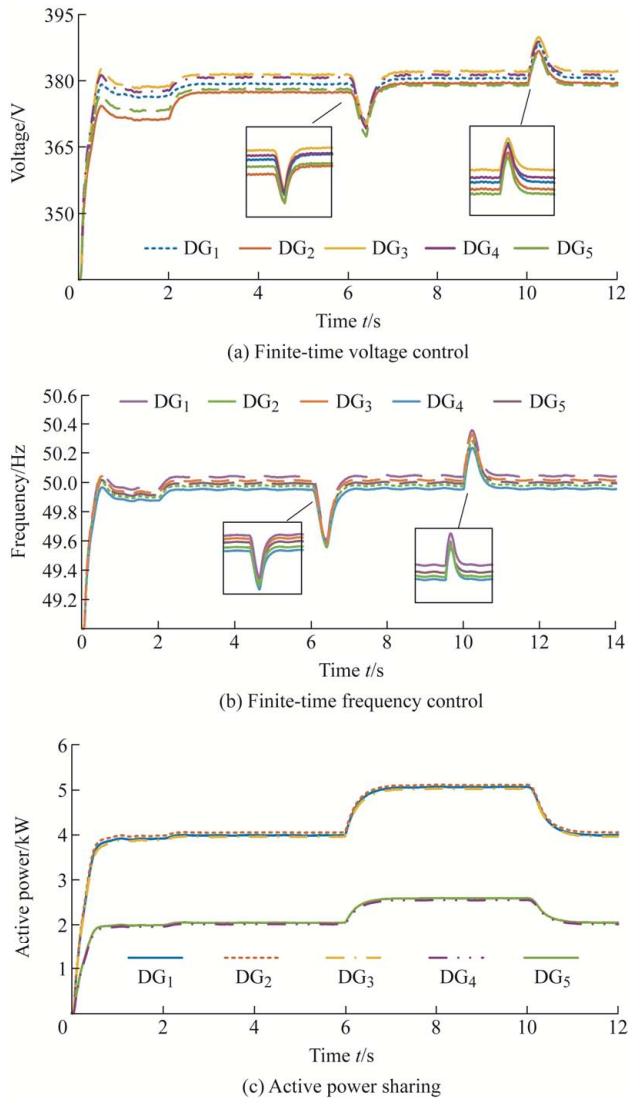 395
380
365
350
0
Voltage/V
DG1 DG2 DG3 DG4 DG5
2 4 6 8 10 12
Time t/s
(a) Finite-time voltage control
50.6
50.4
50.2
50.0
49.8
49.6
49.4
49.2
Frequency/Hz
DG1 DG2 DG3 DG4 DG5
0 2 4 6 8 10 12 14
Time t/s
(b) Finite-time frequency control
6
5
4
3
2
1
Active power/kW
DG1 DG2 DG3 DG4 DG5
0 2 4 6 8 10 12
Time t/s
(c) Active power sharing